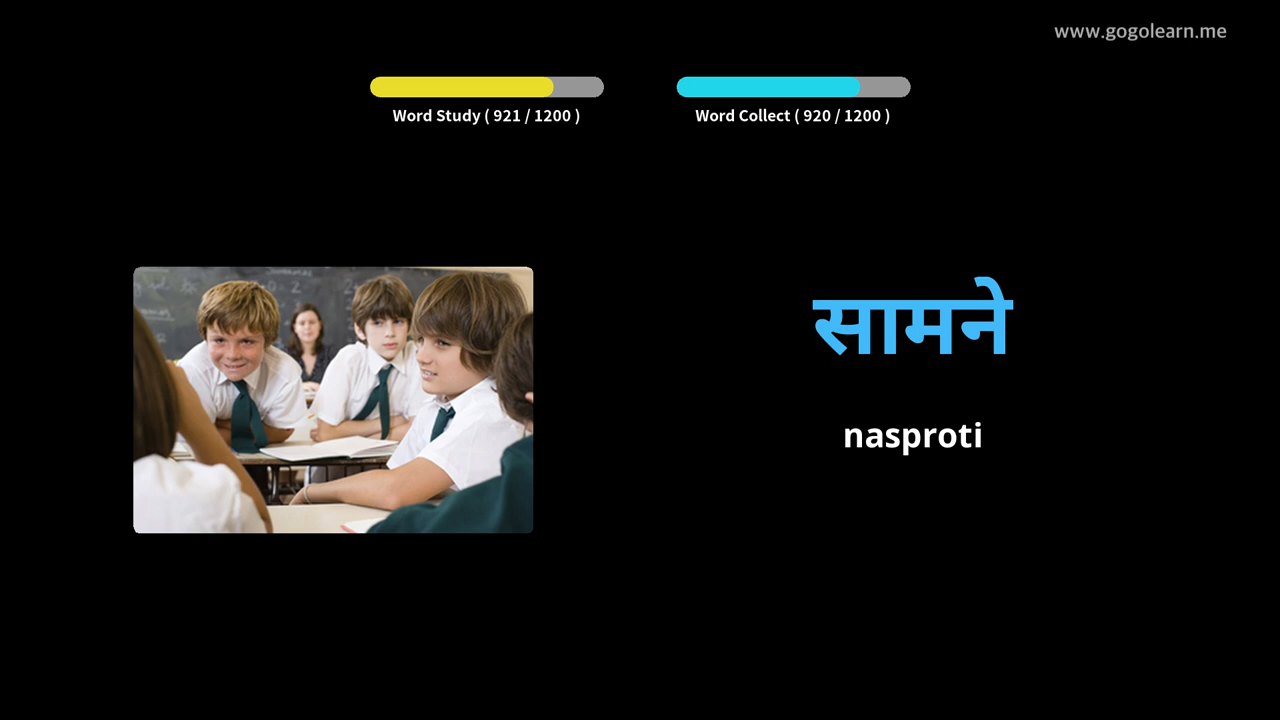 www.gogolearn.me
Word Study ( 921 / 1200 )
Word Collect ( 920 / 1200 )
सामने
nasproti